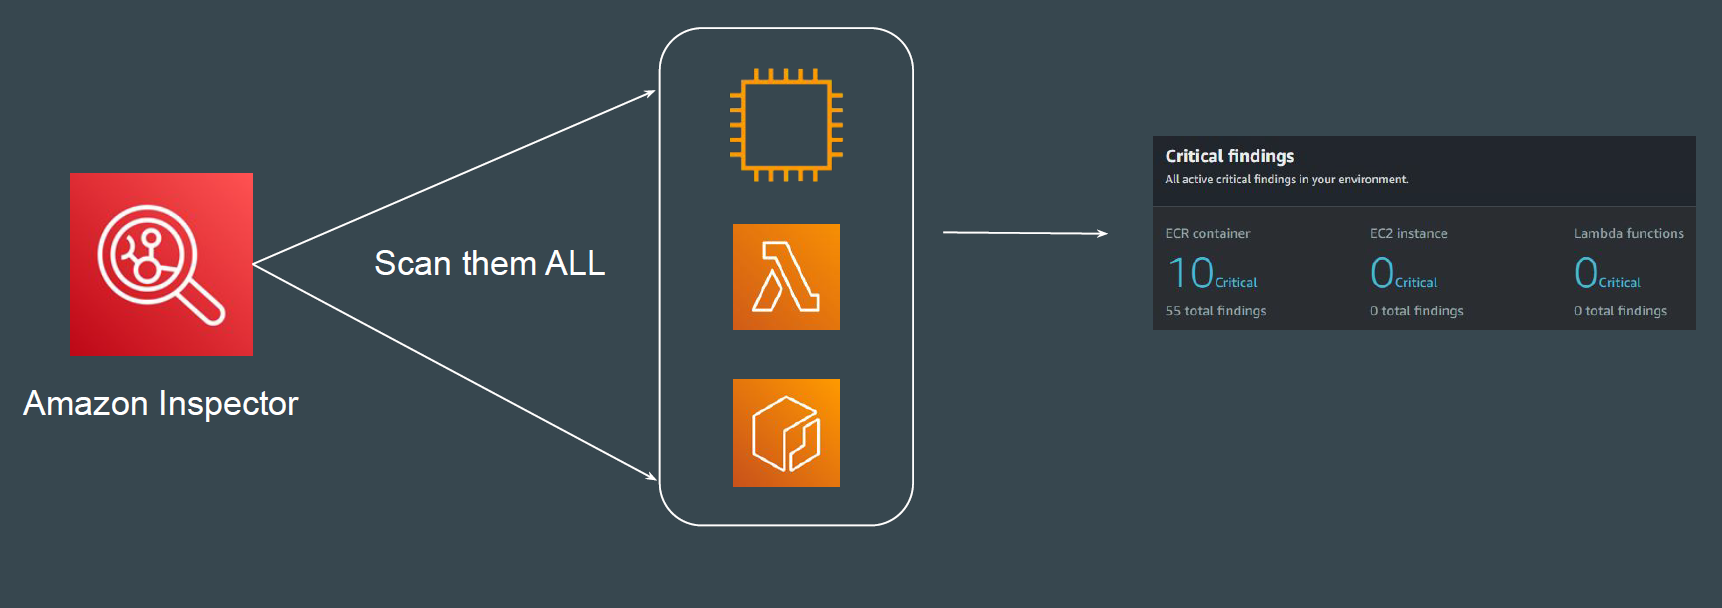 Amazon Inspector
Scan them ALL
Critical findings
All active critical findings in your environment.
ECR container
10 Critical
55 total findings
EC2 instance
0 Critical
0 total findings
Lambda functions
0 Critical
0 total findings